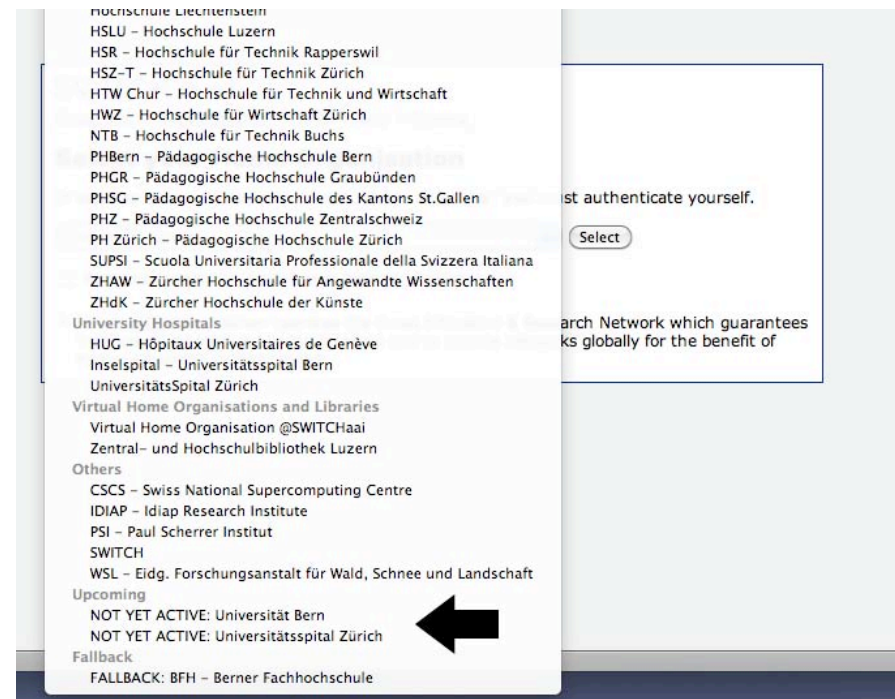 Hochschule Liechtenstein
HSLU – Hochschule Luzern
HSR – Hochschule für Technik Rapperswil
HSZ-T – Hochschule für Technik Zürich
HTW Chur – Hochschule für Technik und Wirtschaft
HWZ – Hochschule für Wirtschaft Zürich
NTB – Hochschule für Technik Buchs
PHBern – Pädagogische Hochschule Bern
PHGR – Pädagogische Hochschule Graubünden
PHSG – Pädagogische Hochschule des Kantons St.Gallen
st authenticate yourself.
PHZ – Pädagogische Hochschule Zentralschweiz
PH Zürich – Pädagogische Hochschule Zürich
Select
SUPSI – Scuola Universitaria Professionale della Svizzera Italiana
ZHAW – Zürcher Hochschule für Angewandte Wissenschaften
ZHdK – Zürcher Hochschule der Künste
University Hospitals
arch Network which guarantees
HUG – Hôpitaux Universitaires de Genève
ks globally for the benefit of
Inselspital – Universitätsspital Bern
UniversitätsSpital Zürich
Virtual Home Organisations and Libraries
Virtual Home Organisation @SWITCHaai
Zentral– und Hochschulbibliothek Luzern
Others
CSCS – Swiss National Supercomputing Centre
IDIAP – Idiap Research Institute
PSI – Paul Scherrer Institut
SWITCH
WSL – Eidg. Forschungsanstalt für Wald, Schnee und Landschaft
Upcoming
NOT YET ACTIVE: Universität Bern
NOT YET ACTIVE: Universitätsspital Zürich
Fallback
FALLBACK: BFH – Berner Fachhochschule